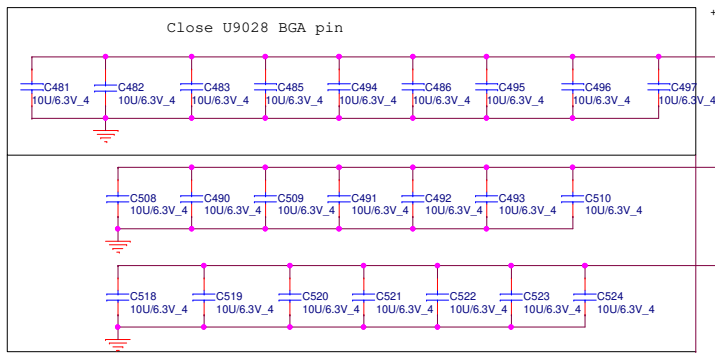 Close U9028 BGA pin
+
C481 C482 C483 C485 C494 C486 C495 C496 C497
10U/6.3V_4 10U/6.3V_4 10U/6.3V_4 10U/6.3V_4 10U/6.3V_4 10U/6.3V_4 10U/6.3V_4 10U/6.3V_4 10U/6.3V_4
C508 C490 C509 C491 C492 C493 C510
10U/6.3V_4 10U/6.3V_4 10U/6.3V_4 10U/6.3V_4 10U/6.3V_4 10U/6.3V_4 10U/6.3V_4
C518 C519 C520 C521 C522 C523 C524
10U/6.3V_4 10U/6.3V_4 10U/6.3V_4 10U/6.3V_4 10U/6.3V_4 10U/6.3V_4 10U/6.3V_4